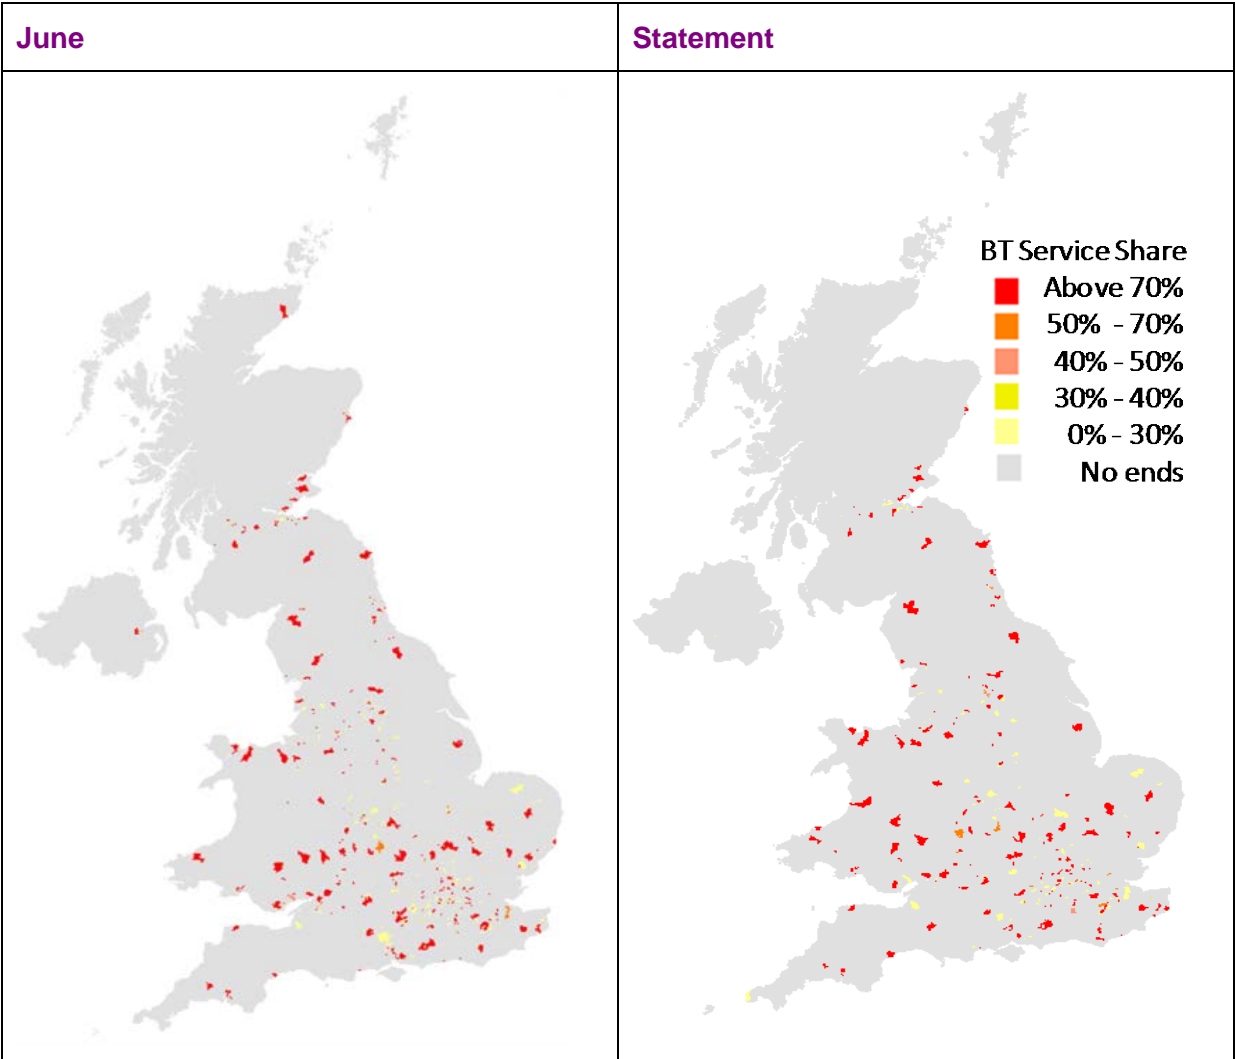 June
Statement
BT Service Share
Above 70%
50% - 70%
40% - 50%
30% - 40%
0% - 30%
No ends